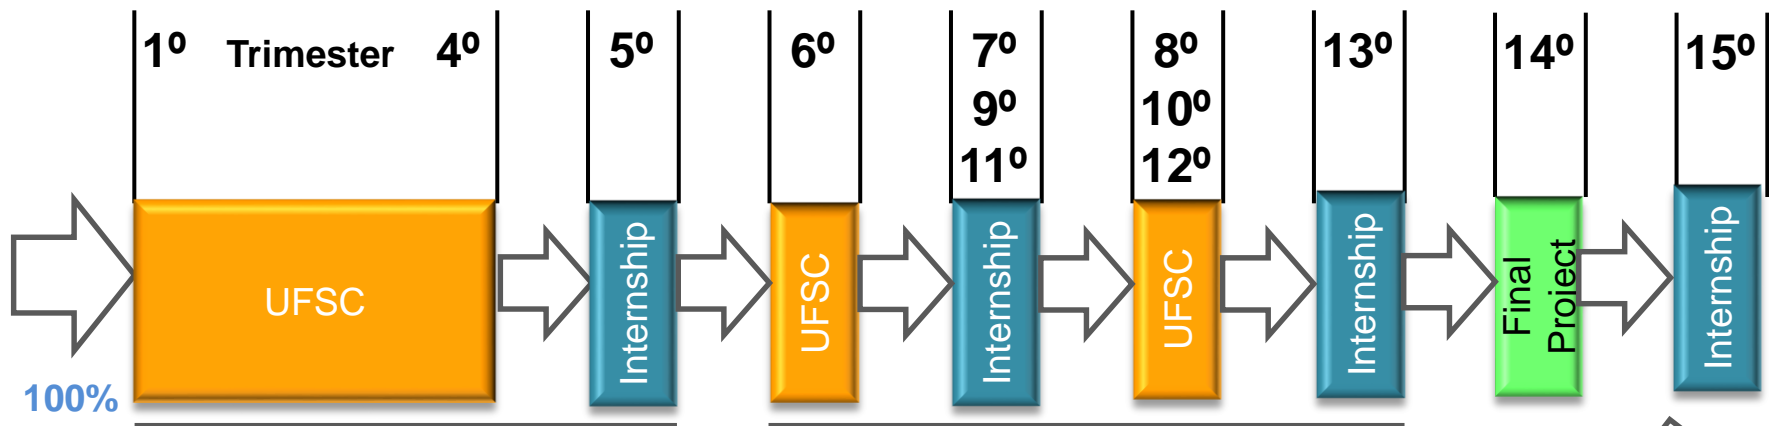 1º Trimester 4º
5º
6º
7º
9º
11º
8º
10º
12º
13º
14º
15º
UFSC
Internship
UFSC
Internship
UFSC
Internship
Final
Project
Internship
100%